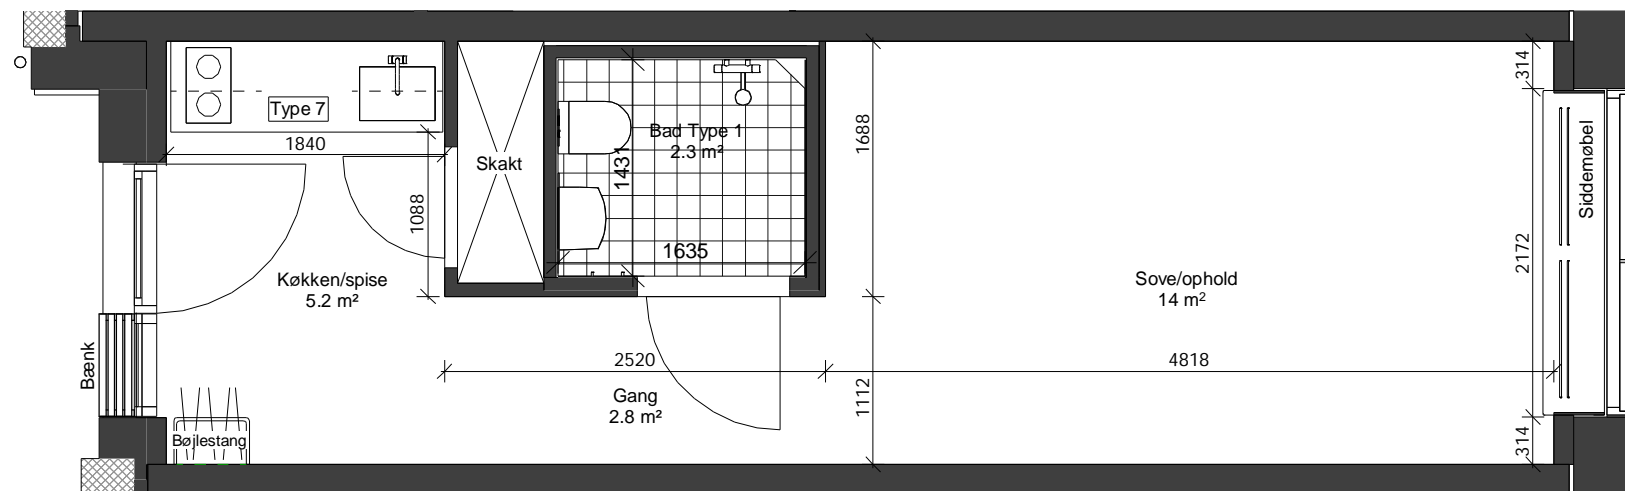 Type 7
1840
1088
Skakt
Bad Type 1
2.3 m²
1431
1635
1688
314
Siddemøbel
2172
Køkken/spise
5.2 m²
Sove/ophold
14 m²
Bænk
2520
4818
Gang
2.8 m²
1112
Bøjlestang
314